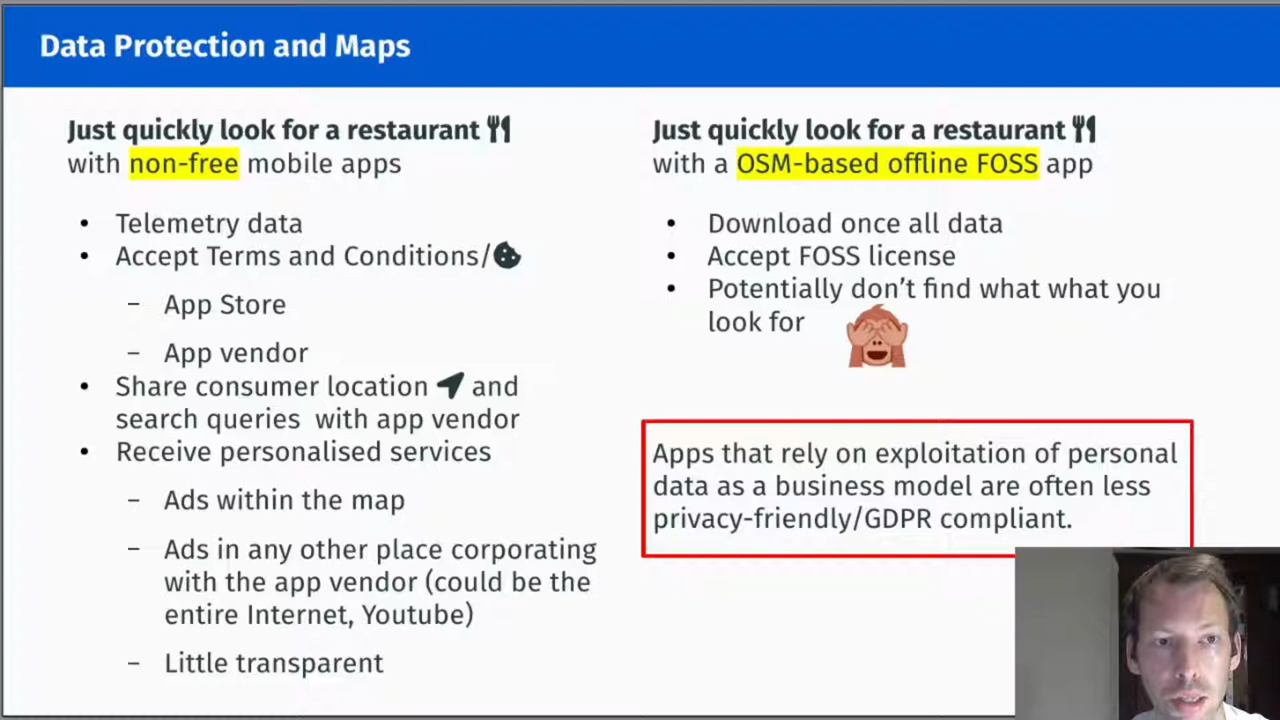 Data Protection and Maps
Just quickly look for a restaurant
with non-free mobile apps
• Telemetry data
• Accept Terms and Conditions/
– App Store
– App vendor
• Share consumer location and
search queries with app vendor
• Receive personalised services
– Ads within the map
– Ads in any other place corporating
with the app vendor (could be the
entire Internet, Youtube)
– Little transparent
Just quickly look for a restaurant
with a OSM-based offline FOSS app
• Download once all data
• Accept FOSS license
• Potentially don’t find what what you
look for
Apps that rely on exploitation of personal
data as a business model are often less
privacy-friendly/GDPR compliant.